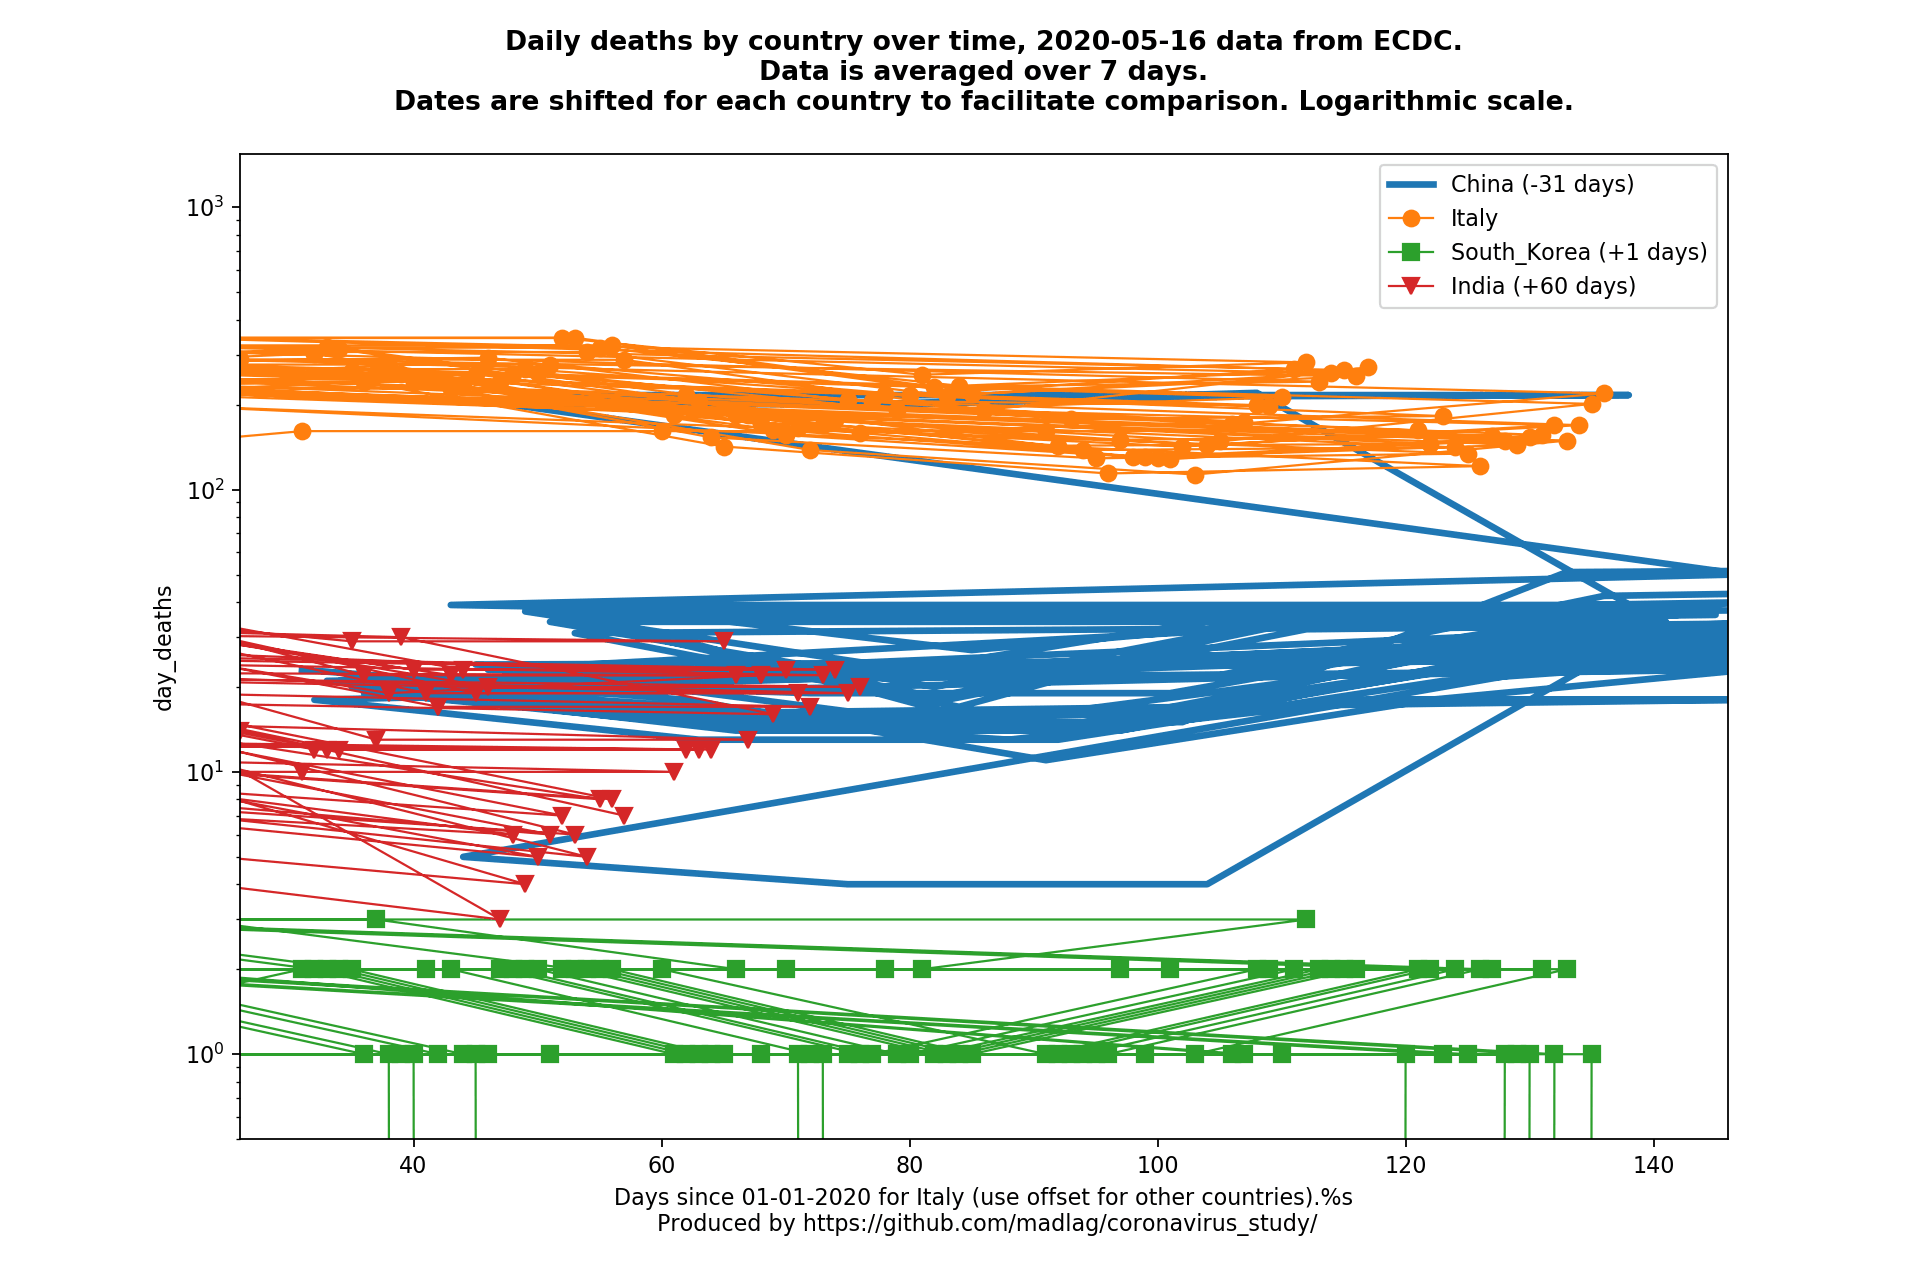 Daily deaths by country over time, 2020-05-16 data from ECDC.
Data is averaged over 7 days.
Dates are shifted for each country to facilitate comparison. Logarithmic scale.
China (-31 days)
Italy
South_Korea (+1 days)
India (+60 days)
day_deaths
10³
10²
10¹
10⁰
40 60 80 100 120 140
Days since 01-01-2020 for Italy (use offset for other countries).%s
Produced by https://github.com/madlag/coronavirus_study/